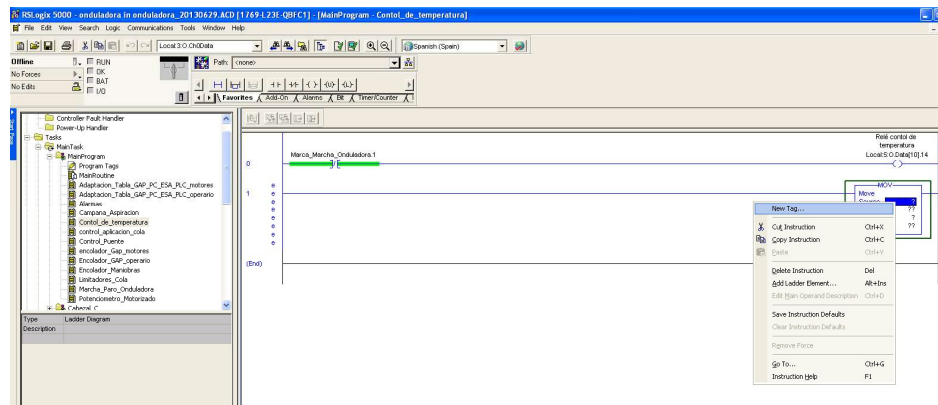 RSLogix 5000 - onduladora in onduladora_20130629.ACD [1769-L23E-QBFC1] - [MainProgram - Contol_de_temperatura]
File Edit View Search Logic Communications Tools Window Help
Local:3:O.Ch0Data
Spanish (Spain)
Offline
RUN
Path: <none>
No Forces
OK
No Edits
BAT
I/O
Favorites Add-On Alarms Bit Timer/Counter
Controller Fault Handler
Power-Up Handler
Tasks
MainTask
MainProgram
Program Tags
MainRoutine
Adaptacion_Tabla_GAP_PC_ESA_PLC_motores
Adaptacion_Tabla_GAP_PC_ESA_PLC_operario
Alarmas
Campana_Aspiracion
Contol_de_temperatura
control_aplicacion_cola
Control_Puente
encolador_Gap_motores
Encolador_GAP_operario
Encolador_Maniobras
Limitadores_Cola
Marcha_Paro_Onduladora
Potenciometro_Motorizado
Cabezal_C
Type Ladder Diagram
Description
Relé contol de
temperatura
Marca_Marcha_Onduladora.1
Local:5:O.Data[10].14
0
1
e
e
e
e
e
e
e
MOV
Move
Source ?
??
?
??
(End)
New Tag...
Cut Instruction Ctrl+X
Copy Instruction Ctrl+C
Paste Ctrl+V
Delete Instruction Del
Add Ladder Element... Alt+Ins
Edit Main Operand Description Ctrl+D
Save Instruction Defaults
Clear Instruction Defaults
Remove Force
Go To... Ctrl+G
Instruction Help F1